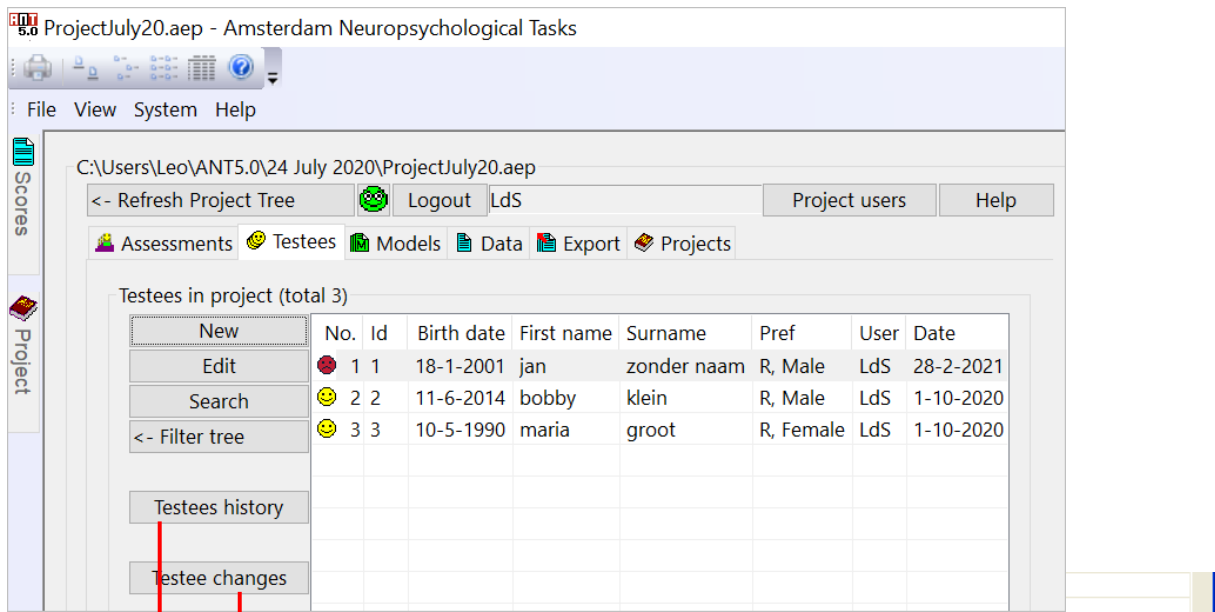 ANT 5.0 ProjectJuly20.aep - Amsterdam Neuropsychological Tasks
File View System Help
Scores
Project
C:\Users\Leo\ANT5.0\24 July 2020\ProjectJuly20.aep
<- Refresh Project Tree Logout LdS Project users Help
Assessments Testees M Models Data Export Projects
Testees in project (total 3)
New
Edit
Search
<- Filter tree
Testees history
Testee changes
No. Id Birth date First name Surname Pref User Date
1 1 18-1-2001 jan zonder naam R, Male LdS 28-2-2021
2 2 11-6-2014 bobby klein R, Male LdS 1-10-2020
3 3 10-5-1990 maria groot R, Female LdS 1-10-2020